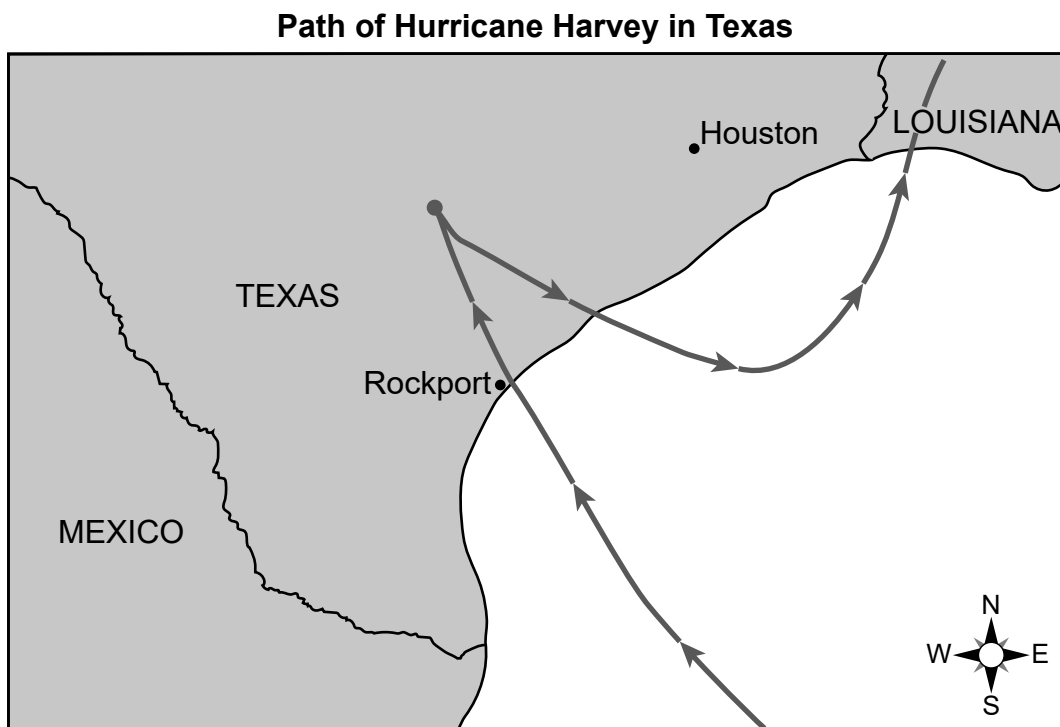 Path of Hurricane Harvey in Texas
LOUISIANA
Houston
TEXAS
Rockport
MEXICO
N
W E
S